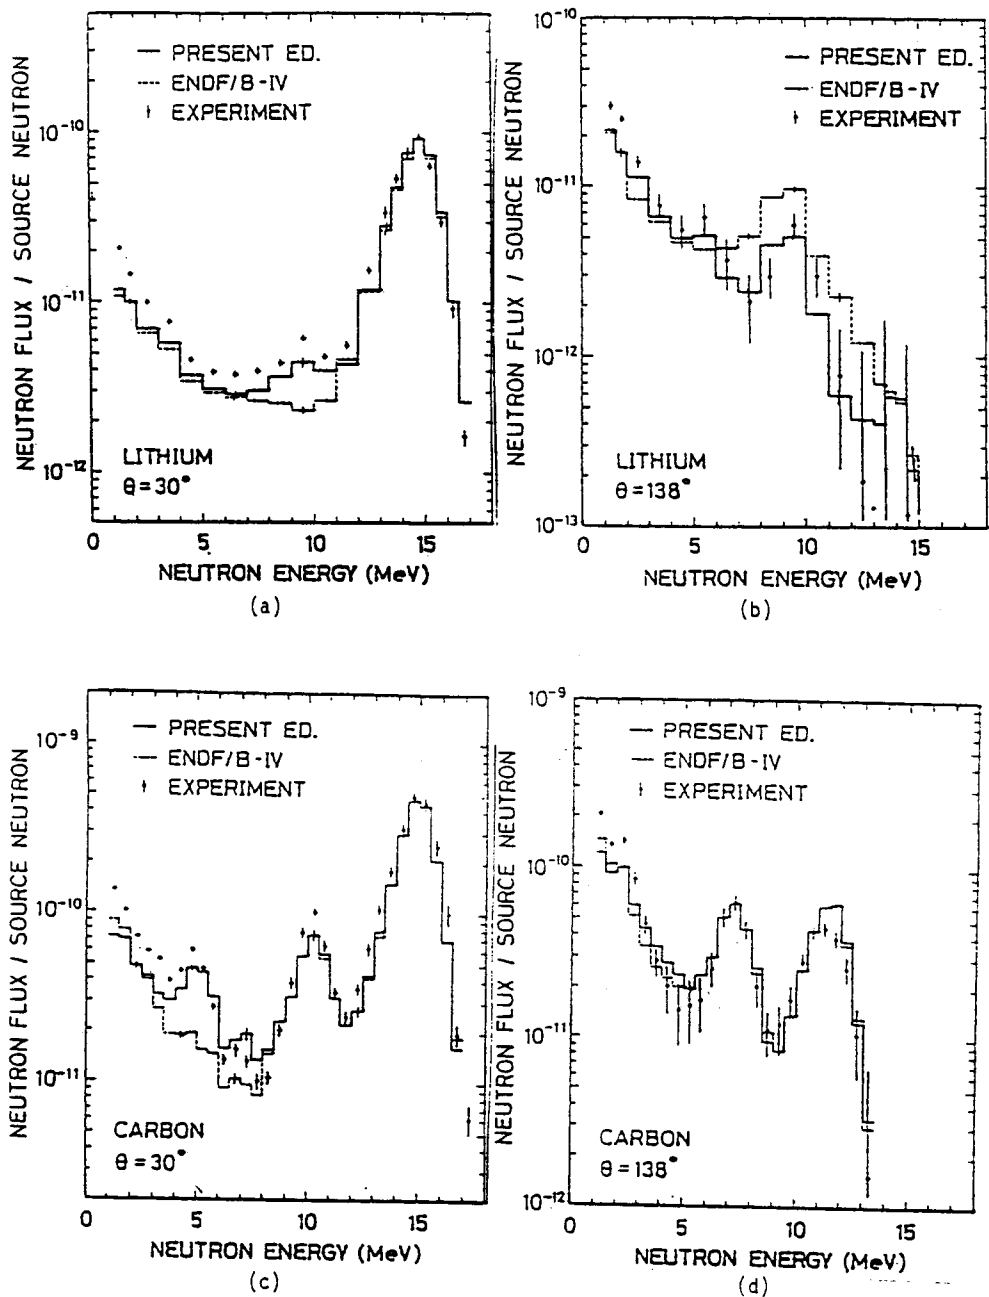 NEUTRON FLUX / SOURCE NEUTRON
PRESENT ED.
ENDF/B-IV
EXPERIMENT
10⁻¹⁰
10⁻¹¹
10⁻¹²
LITHIUM
θ=30°
0 5 10 15
NEUTRON ENERGY (MeV)
(a)
NEUTRON FLUX / SOURCE NEUTRON
10⁻¹⁰
PRESENT ED.
ENDF/B-IV
EXPERIMENT
10⁻¹¹
10⁻¹²
LITHIUM
θ=138°
10⁻¹³
0 5 10 15
NEUTRON ENERGY (MeV)
(b)
NEUTRON FLUX / SOURCE NEUTRON
PRESENT ED.
10⁻⁹
ENDF/B-IV
EXPERIMENT
10⁻¹⁰
10⁻¹¹
CARBON
θ=30°
0 5 10 15
NEUTRON ENERGY (MeV)
(c)
NEUTRON FLUX / SOURCE NEUTRON
10⁻⁹
PRESENT ED.
ENDF/B-IV
EXPERIMENT
10⁻¹⁰
10⁻¹¹
CARBON
θ=138°
10⁻¹²
0 5 10 15
NEUTRON ENERGY (MeV)
(d)